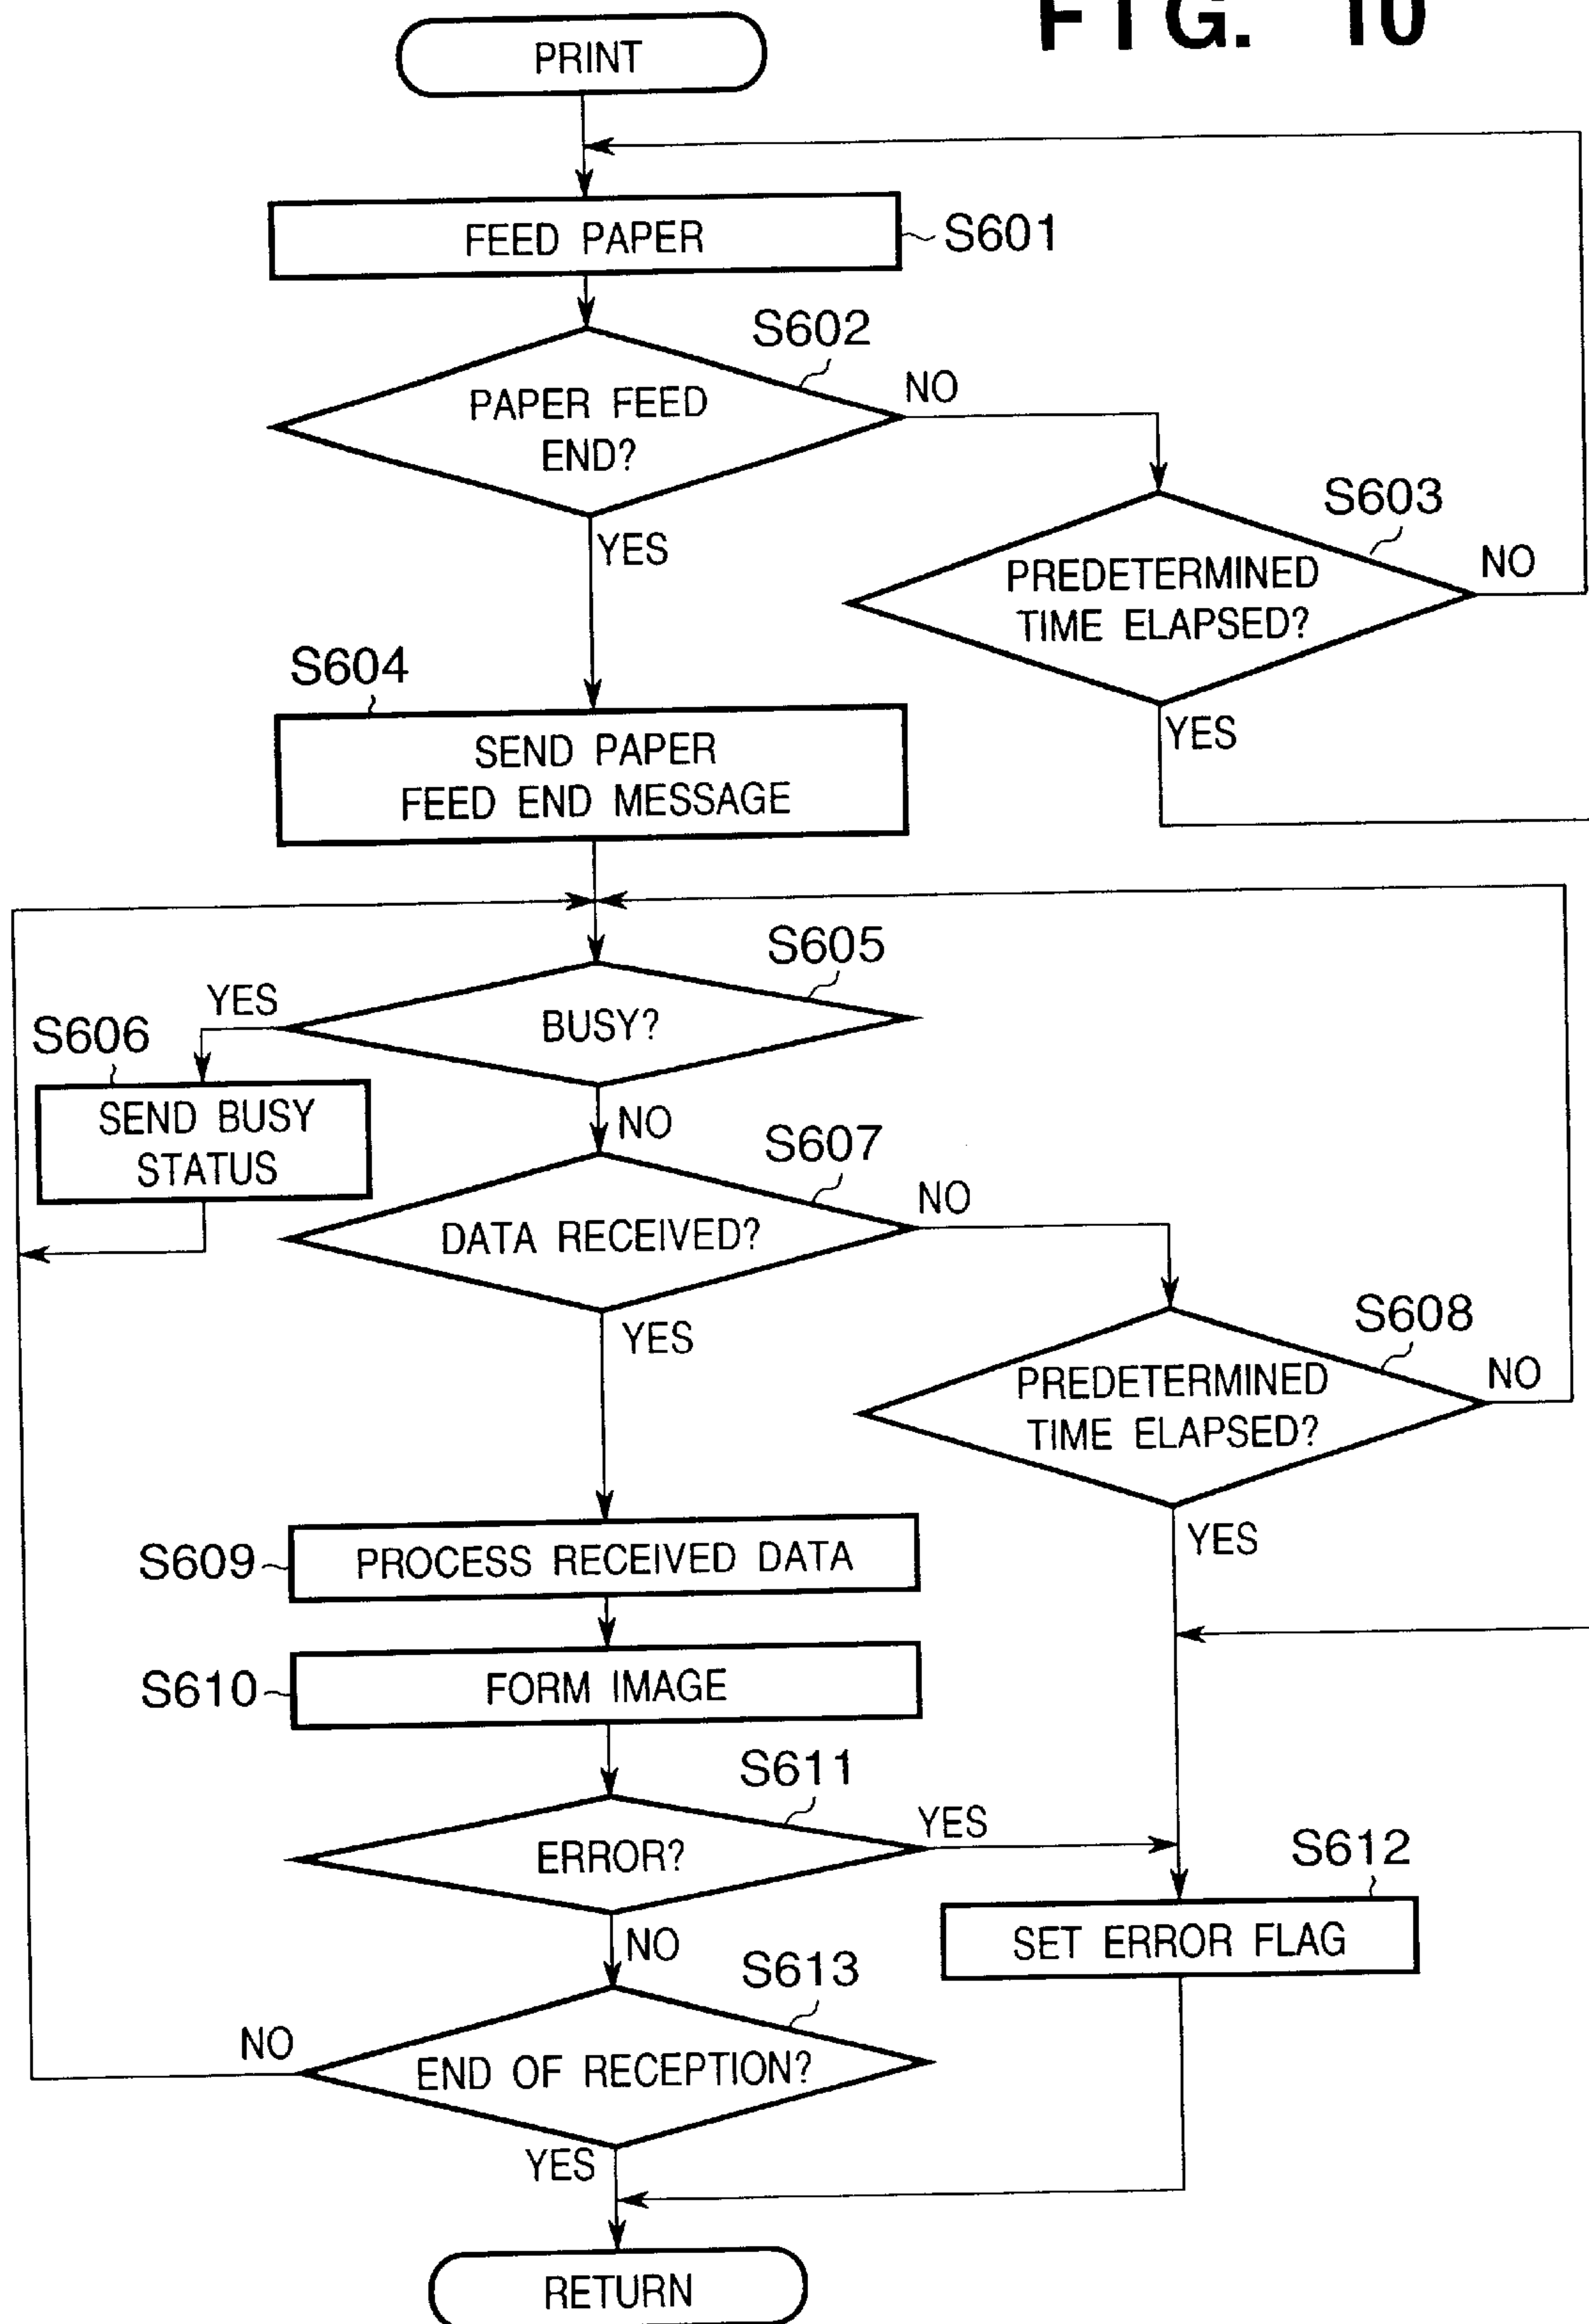 FIG. 10
PRINT
FEED PAPER
S601
S602
PAPER FEED
END?
NO
YES
S603
PREDETERMINED
TIME ELAPSED?
NO
YES
S604
SEND PAPER
FEED END MESSAGE
S605
BUSY?
YES
S606
SEND BUSY
STATUS
NO
S607
DATA RECEIVED?
NO
YES
S608
PREDETERMINED
TIME ELAPSED?
NO
YES
S609
PROCESS RECEIVED DATA
S610
FORM IMAGE
S611
ERROR?
YES
S612
SET ERROR FLAG
NO
S613
END OF RECEPTION?
NO
YES
RETURN